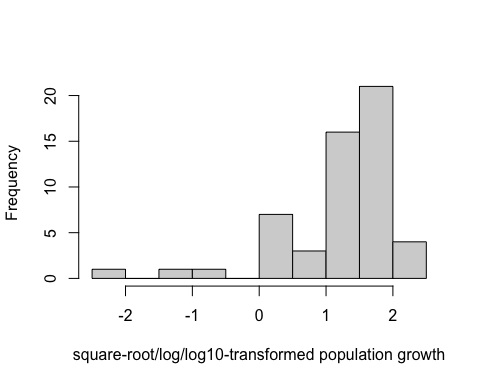 Frequency
20
15
10
5
0
-2 -1 0 1 2
square-root/log/log10-transformed population growth